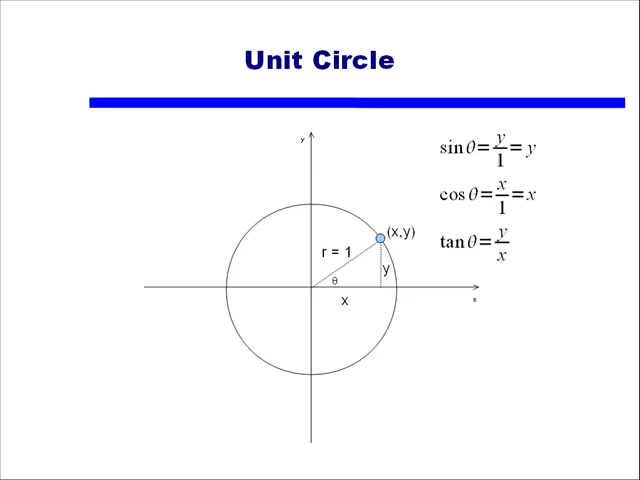 Unit Circle
y
sin θ = y/1 = y
cos θ = x/1 = x
tan θ = y/x
(x,y)
r = 1
y
θ
x
x